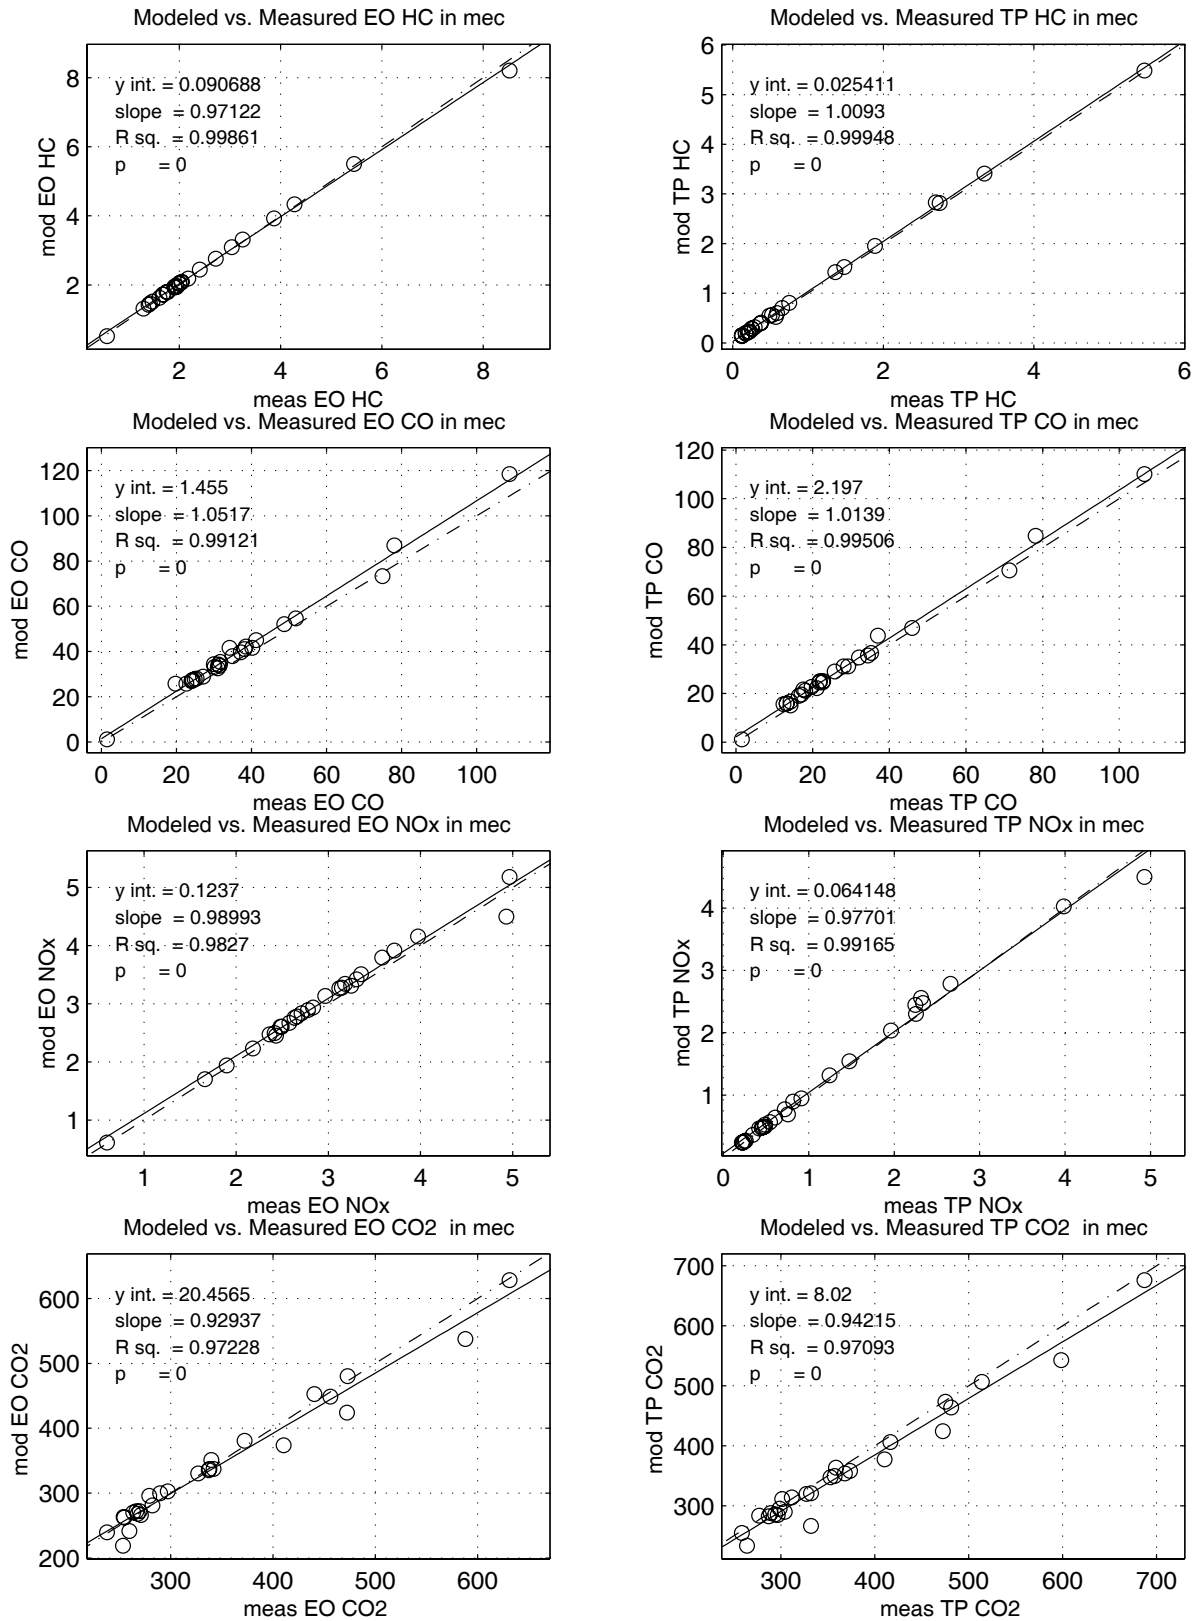 Modeled vs. Measured EO HC in mec
y int. = 0.090688
slope = 0.97122
R sq. = 0.99861
p = 0
mod EO HC
8
6
4
2
2 4 6 8
meas EO HC
Modeled vs. Measured TP HC in mec
y int. = 0.025411
slope = 1.0093
R sq. = 0.99948
p = 0
mod TP HC
6
5
4
3
2
1
0
0 2 4 6
meas TP HC
Modeled vs. Measured EO CO in mec
y int. = 1.455
slope = 1.0517
R sq. = 0.99121
p = 0
mod EO CO
120
100
80
60
40
20
0
0 20 40 60 80 100
meas EO CO
Modeled vs. Measured TP CO in mec
y int. = 2.197
slope = 1.0139
R sq. = 0.99506
p = 0
mod TP CO
120
100
80
60
40
20
0
0 20 40 60 80 100
meas TP CO
Modeled vs. Measured EO NOx in mec
y int. = 0.1237
slope = 0.98993
R sq. = 0.9827
p = 0
mod EO NOx
5
4
3
2
1
1 2 3 4 5
meas EO NOx
Modeled vs. Measured TP NOx in mec
y int. = 0.064148
slope = 0.97701
R sq. = 0.99165
p = 0
mod TP NOx
4
3
2
1
0 1 2 3 4 5
meas TP NOx
Modeled vs. Measured EO CO2 in mec
y int. = 20.4565
slope = 0.92937
R sq. = 0.97228
p = 0
mod EO CO2
600
500
400
300
200
300 400 500 600
meas EO CO2
Modeled vs. Measured TP CO2 in mec
y int. = 8.02
slope = 0.94215
R sq. = 0.97093
p = 0
mod TP CO2
700
600
500
400
300
300 400 500 600 700
meas TP CO2